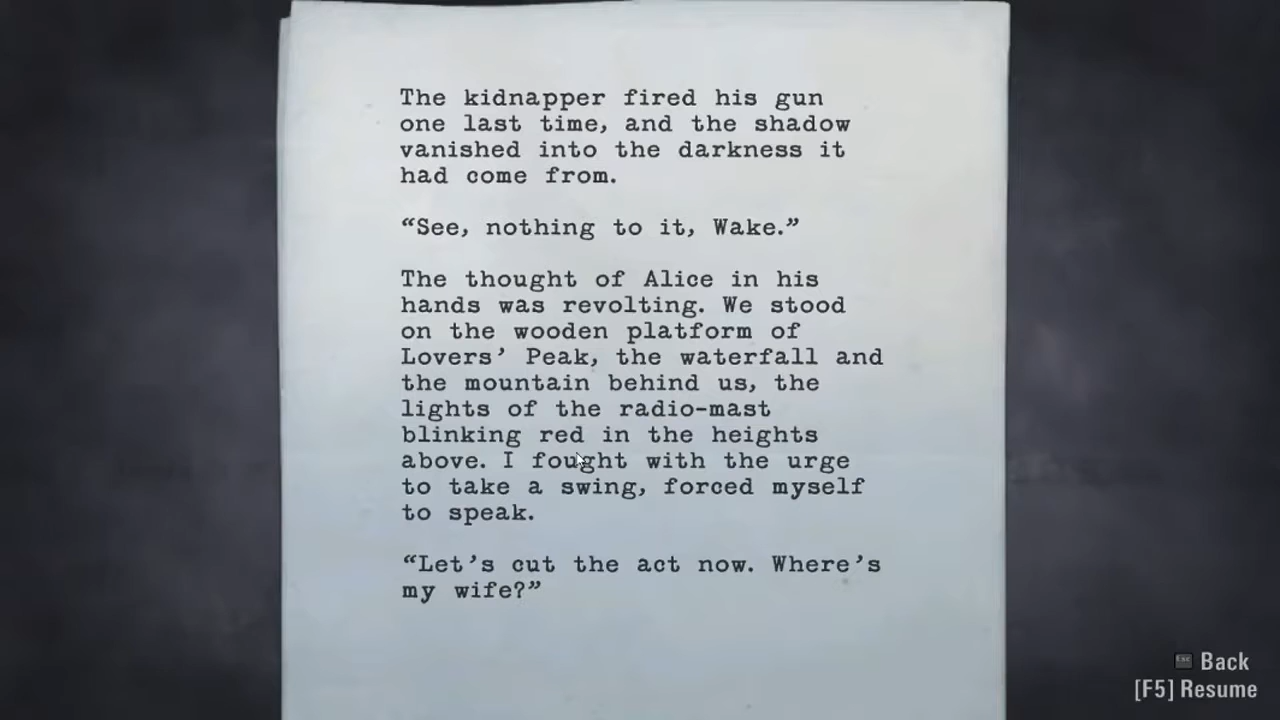 The kidnapper fired his gun
one last time, and the shadow
vanished into the darkness it
had come from.
“See, nothing to it, Wake.”
The thought of Alice in his
hands was revolting. We stood
on the wooden platform of
Lovers’ Peak, the waterfall and
the mountain behind us, the
lights of the radio-mast
blinking red in the heights
above. I fought with the urge
to take a swing, forced myself
to speak.
“Let’s cut the act now. Where’s
my wife?”
Esc Back
[F5] Resume